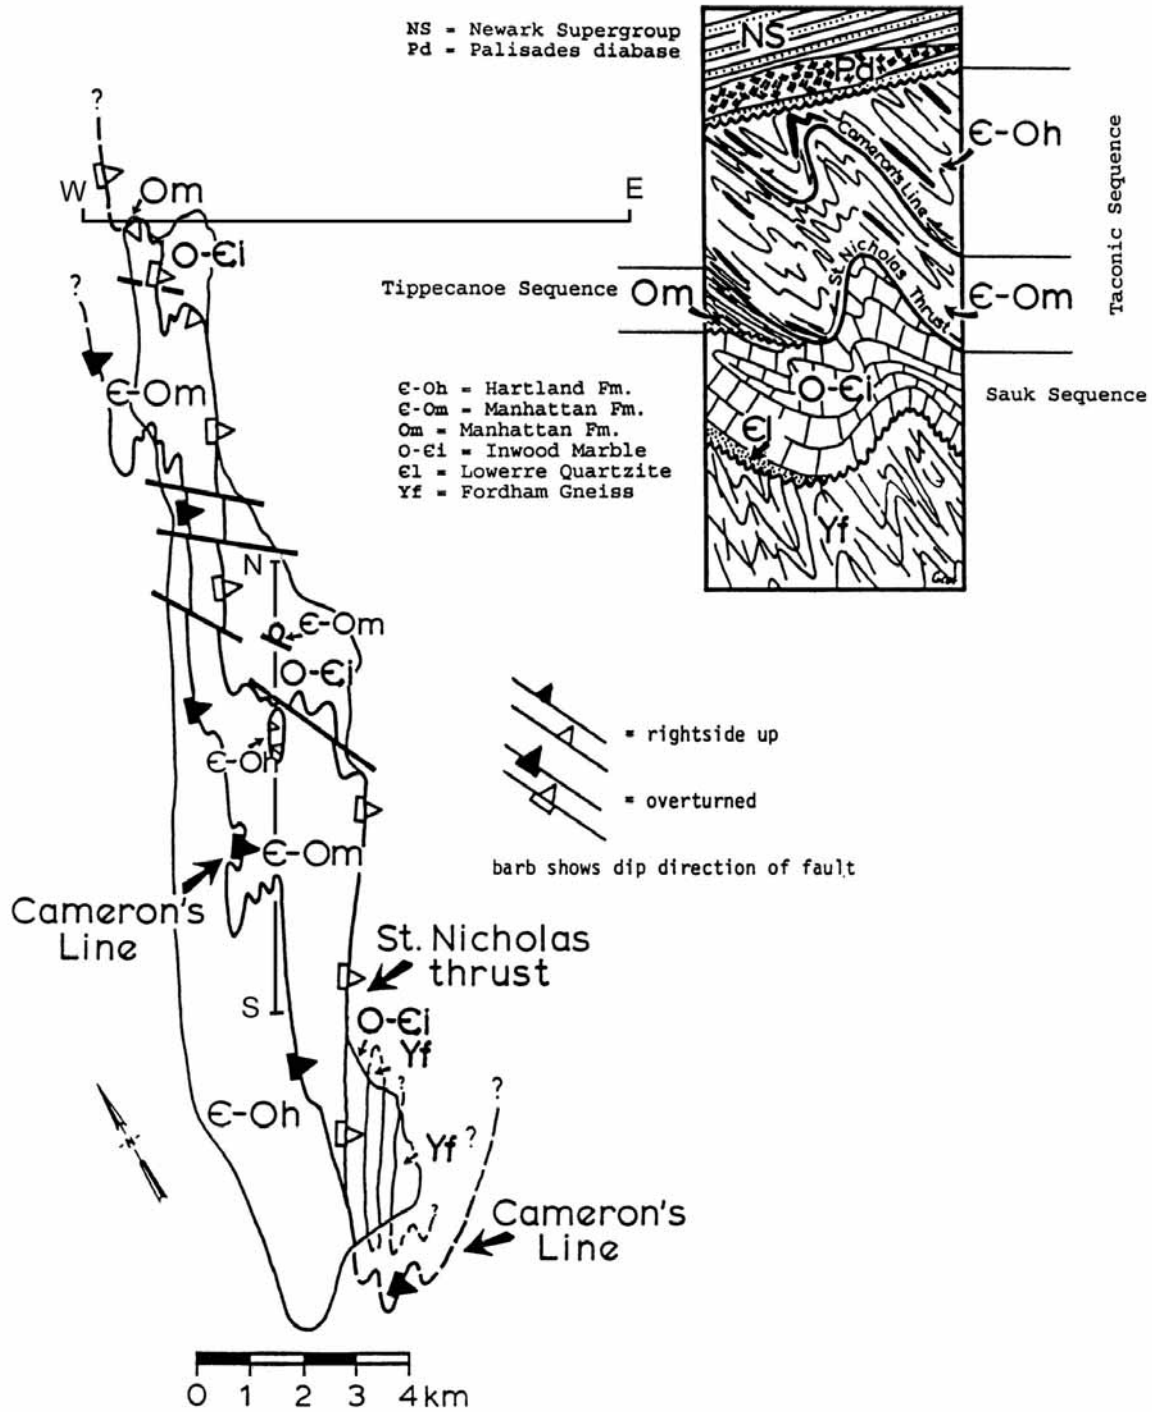 NS = Newark Supergroup
Pd = Palisades diabase
NS
Pd
Є-Oh
Cameron's Line
Taconic Sequence
St. Nicholas Thrust
Є-Om
Tippecanoe Sequence
Om
O-Єi
Sauk Sequence
Єl
Yf
Є-Oh = Hartland Fm.
Є-Om = Manhattan Fm.
Om = Manhattan Fm.
O-Єi = Inwood Marble
Єl = Lowerre Quartzite
Yf = Fordham Gneiss
?
W
Om
E
O-Єi
?
Є-Om
N
Є-Om
O-Єi
Є-Oh
= rightside up
= overturned
barb shows dip direction of fault
Є-Om
Cameron's
Line
St. Nicholas
thrust
S
O-Єi
Yf
?
?
Є-Oh
N
Yf ?
?
Cameron's
Line
0 1 2 3 4 km